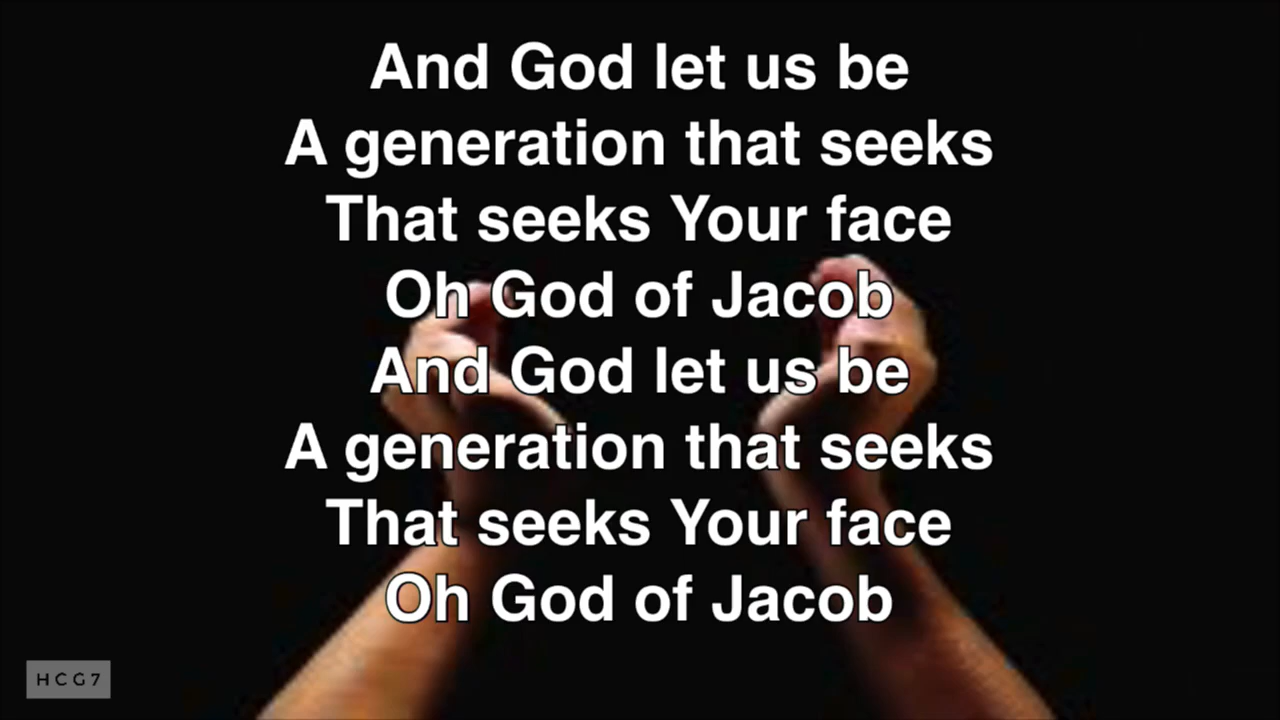 And God let us be
A generation that seeks
That seeks Your face
Oh God of Jacob
And God let us be
A generation that seeks
That seeks Your face
Oh God of Jacob
HCG7